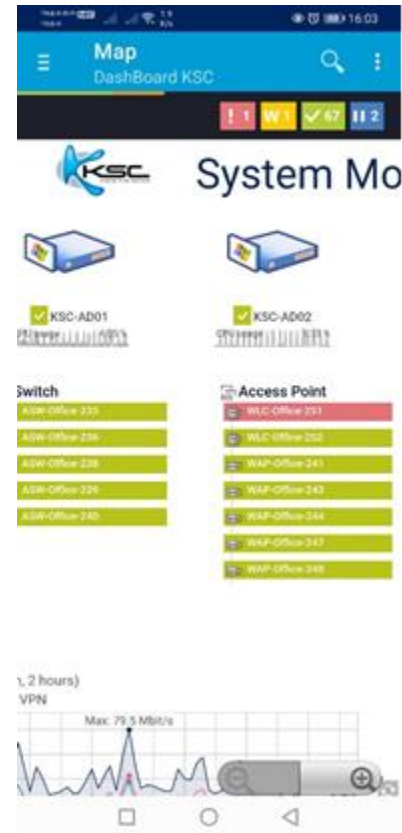 1.9
K/s
16:03
Map
DashBoard KSC
! 1
W 1
67
2
KSC
System Mo
KSC-AD01
KSC-AD02
Switch
Access Point
ASW-Office-235
WLC-Office-251
ASW-Office-236
WLC-Office-252
ASW-Office-238
WAP-Office-241
ASW-Office-239
WAP-Office-243
ASW-Office-240
WAP-Office-244
WAP-Office-247
WAP-Office-248
, 2 hours)
VPN
Max: 79.5 Mbit/s